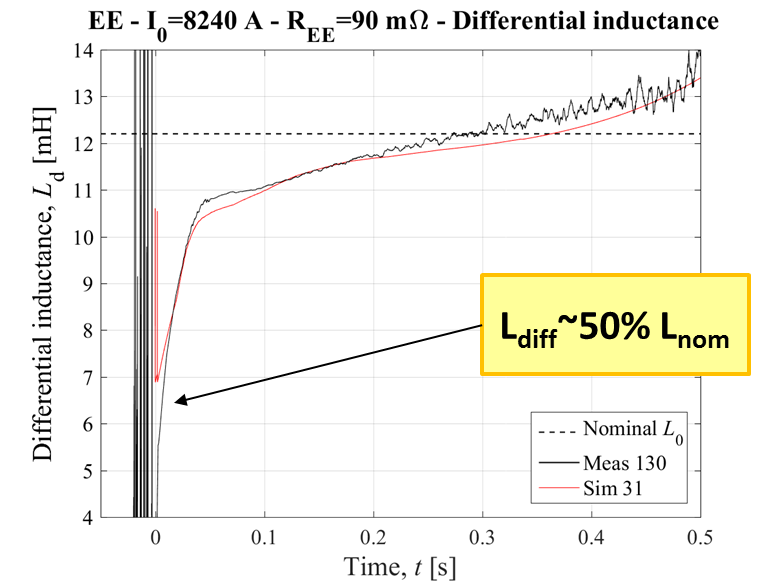 EE - I0=8240 A - REE=90 mΩ - Differential inductance
14
13
12
11
10
9
8
7
6
5
4
Differential inductance, Ld [mH]
Ldiff~50% Lnom
Nominal L0
Meas 130
Sim 31
0
0.1
0.2
0.3
0.4
0.5
Time, t [s]